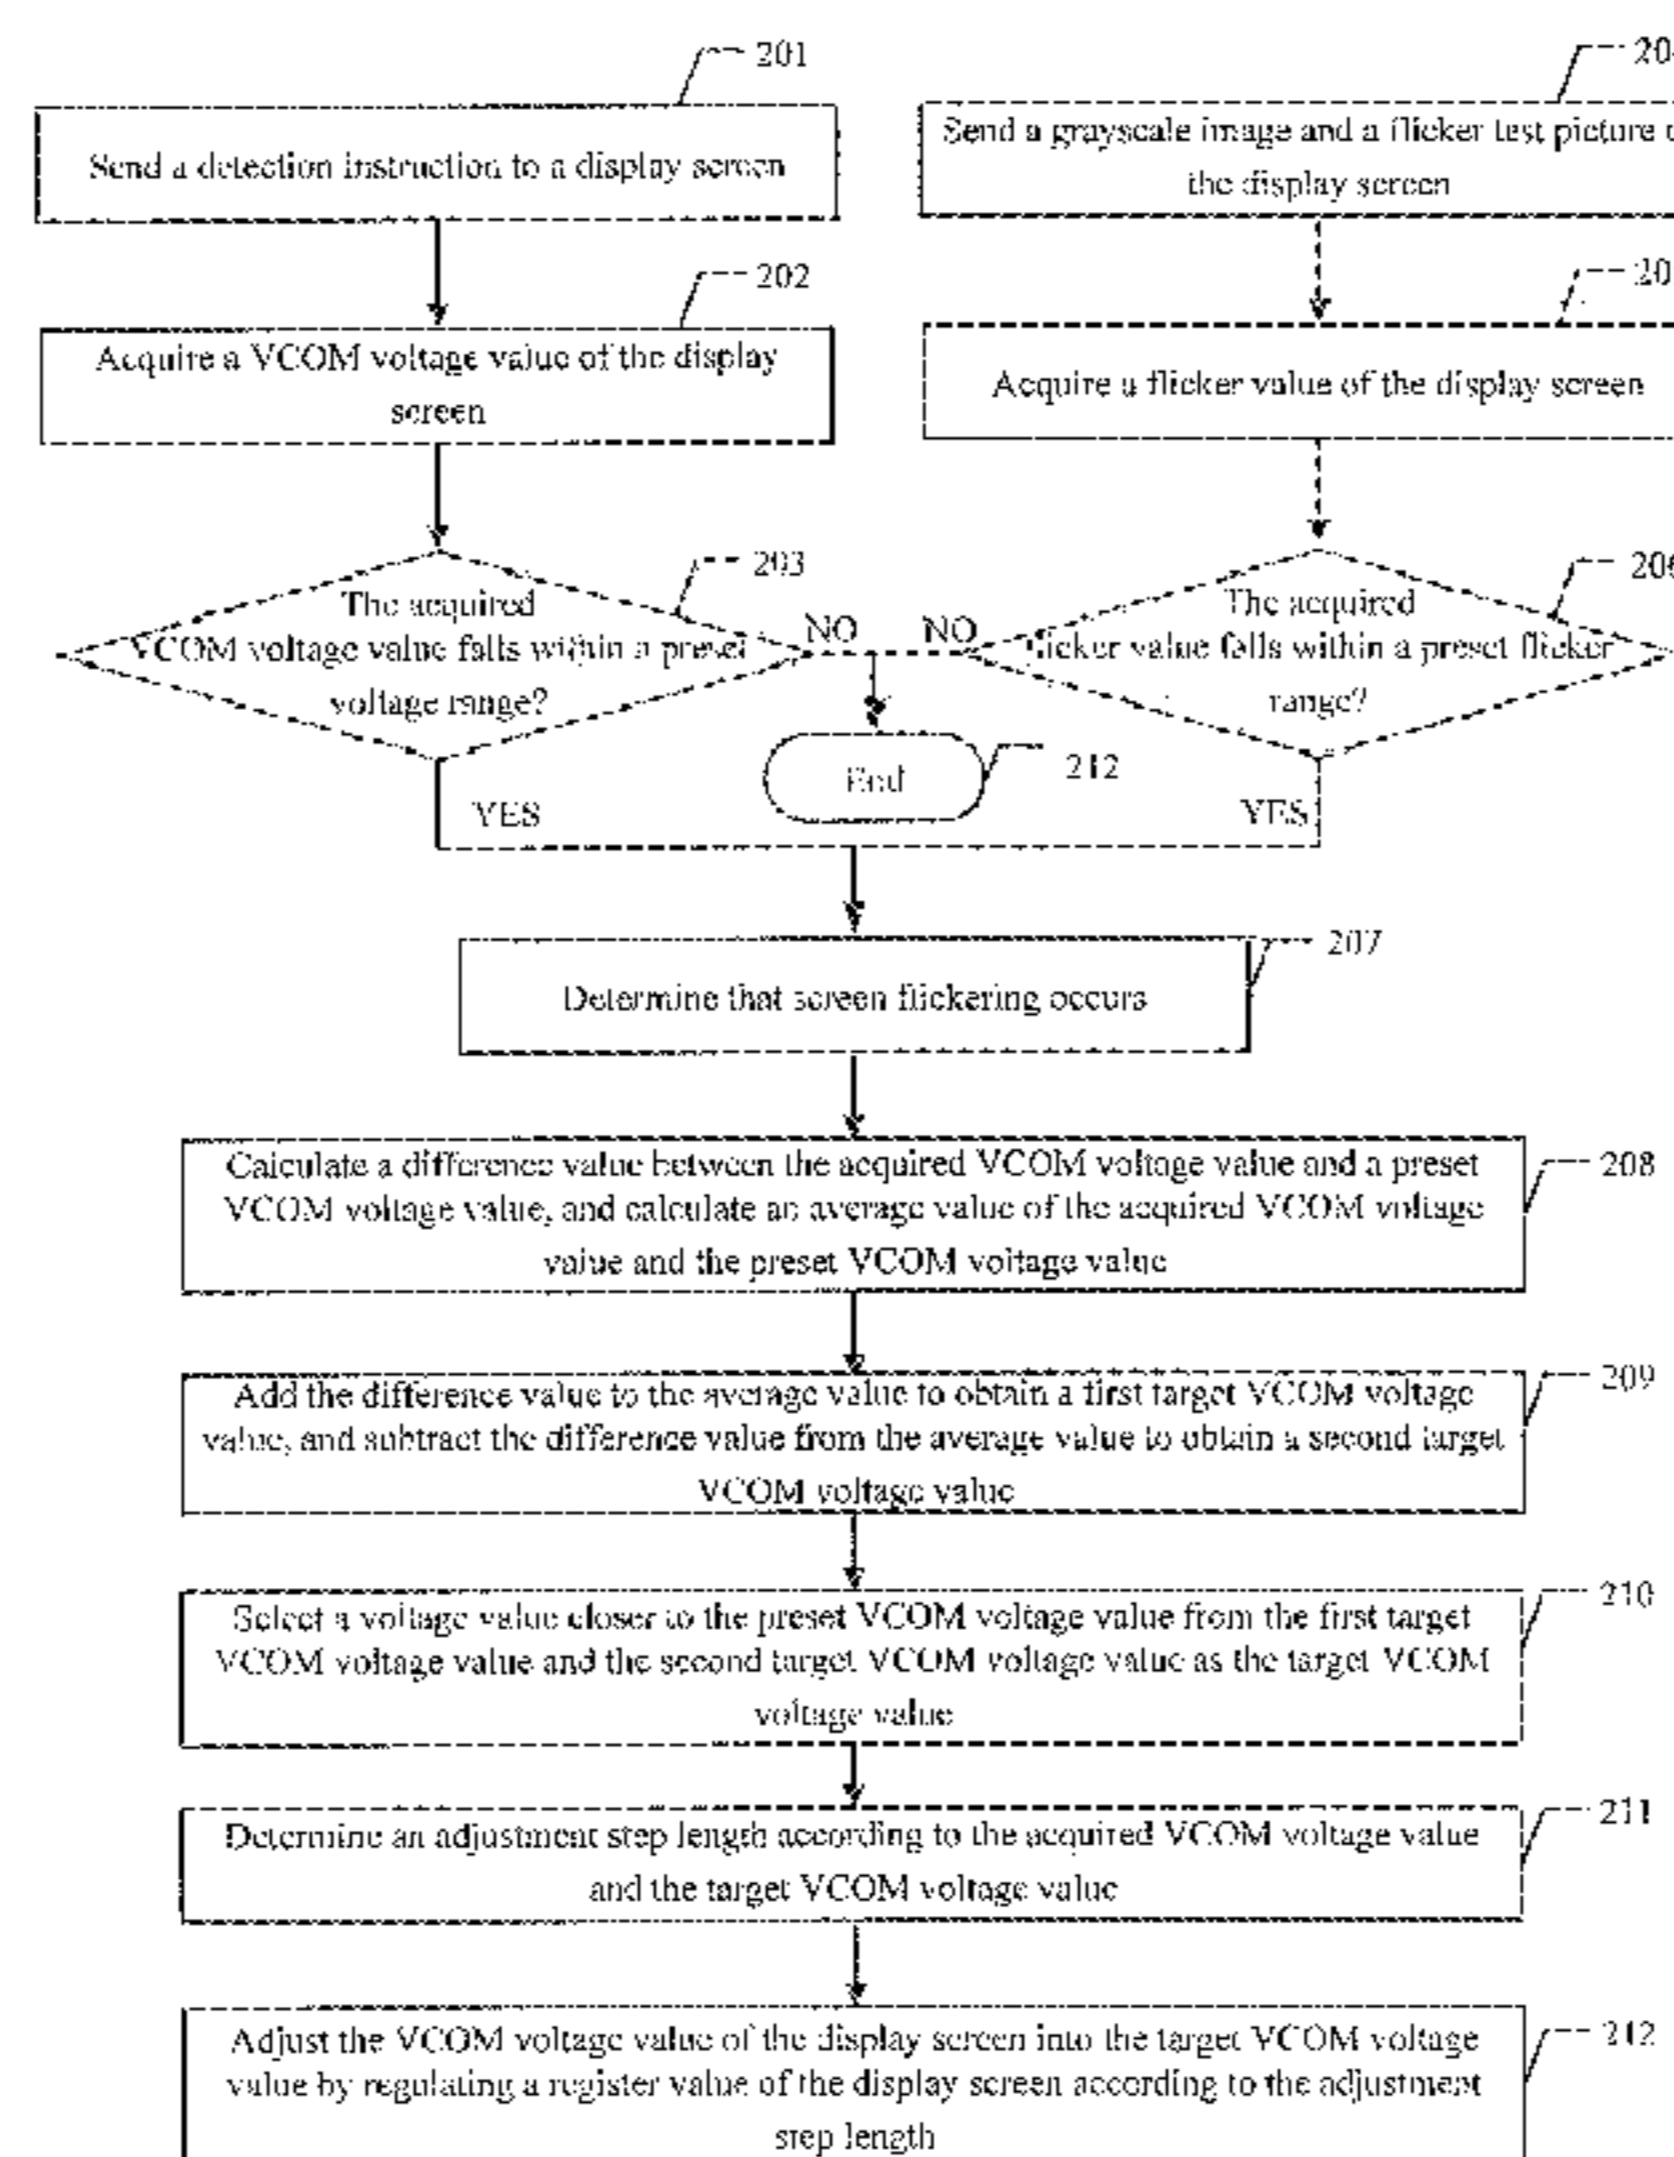 201
Send a detection instruction to a display screen
202
Acquire a VCOM voltage value of the display
screen
203
The acquired
VCOM voltage value falls within a preset
voltage range?
NO
YES
Send a grayscale image and a flicker test picture
the display screen
Acquire a flicker value of the display screen
The acquired
flicker value falls within a preset flicker
range?
NO
YES
End
212
207
Determine that screen flickering occurs
208
Calculate a difference value between the acquired VCOM voltage value and a preset
VCOM voltage value, and calculate an average value of the acquired VCOM voltage
value and the preset VCOM voltage value
209
Add the difference value to the average value to obtain a first target VCOM voltage
value, and subtract the difference value from the average value to obtain a second target
VCOM voltage value
210
Select a voltage value closer to the preset VCOM voltage value from the first target
VCOM voltage value and the second target VCOM voltage value as the target VCOM
voltage value
211
Determine an adjustment step length according to the acquired VCOM voltage value
and the target VCOM voltage value
212
Adjust the VCOM voltage value of the display screen into the target VCOM voltage
value by regulating a register value of the display screen according to the adjustment
step length